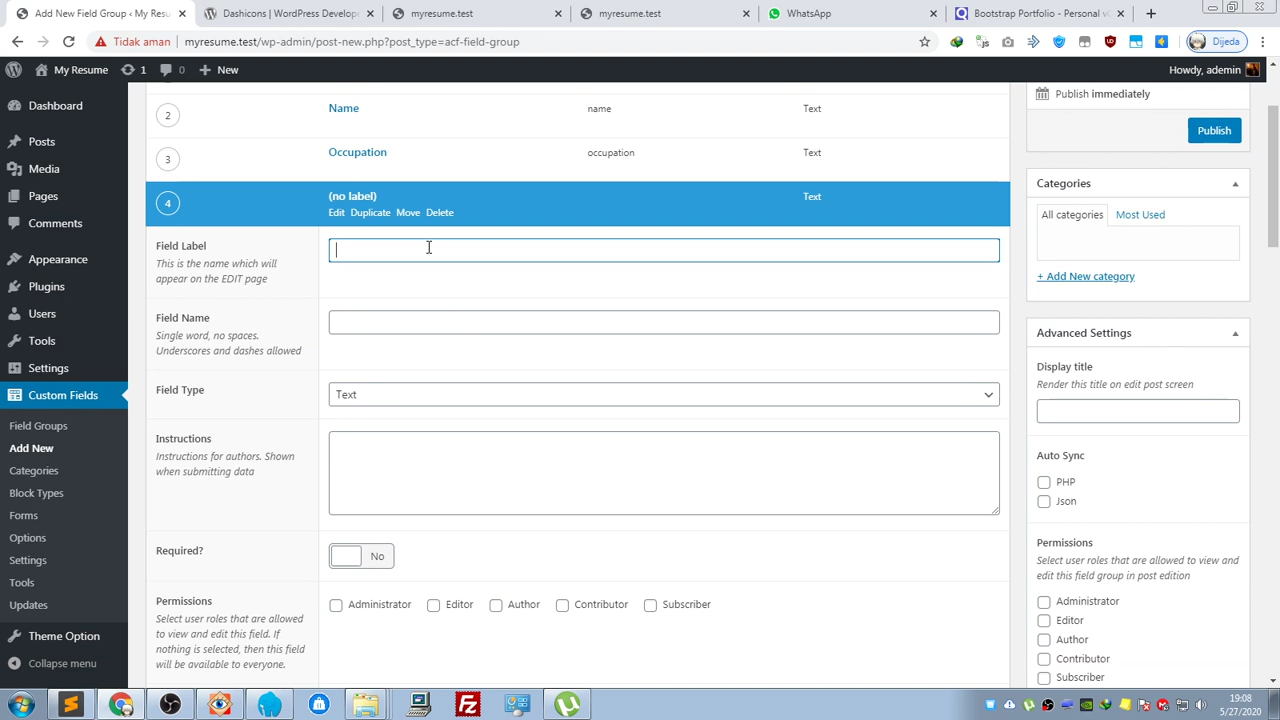 Add New Field Group ‹ My Resu
Dashicons | WordPress Develope
myresume.test
myresume.test
WhatsApp
Bootstrap Portfolio - Personal v
Tidak aman
myresume.test/wp-admin/post-new.php?post_type=acf-field-group
Dijeda
My Resume
1
0
New
Howdy, ademin
Dashboard
Posts
Media
Pages
Comments
Appearance
Plugins
Users
Tools
Settings
Custom Fields
Field Groups
Add New
Categories
Block Types
Forms
Options
Settings
Tools
Updates
Theme Option
Collapse menu
2 Name name Text
3 Occupation occupation Text
4 (no label) Text
Edit Duplicate Move Delete
Field Label
This is the name which will
appear on the EDIT page
Field Name
Single word, no spaces.
Underscores and dashes allowed
Field Type
Text
Instructions
Instructions for authors. Shown
when submitting data
Required?
No
Permissions
Select user roles that are allowed
to view and edit this field. If
nothing is selected, then this field
will be available to everyone.
Administrator Editor Author Contributor Subscriber
Publish immediately
Publish
Categories
All categories Most Used
+ Add New category
Advanced Settings
Display title
Render this title on edit post screen
Auto Sync
PHP
Json
Permissions
Select user roles that are allowed to view and
edit this field group in post edition
Administrator
Editor
Author
Contributor
Subscriber
19:08
5/27/2020